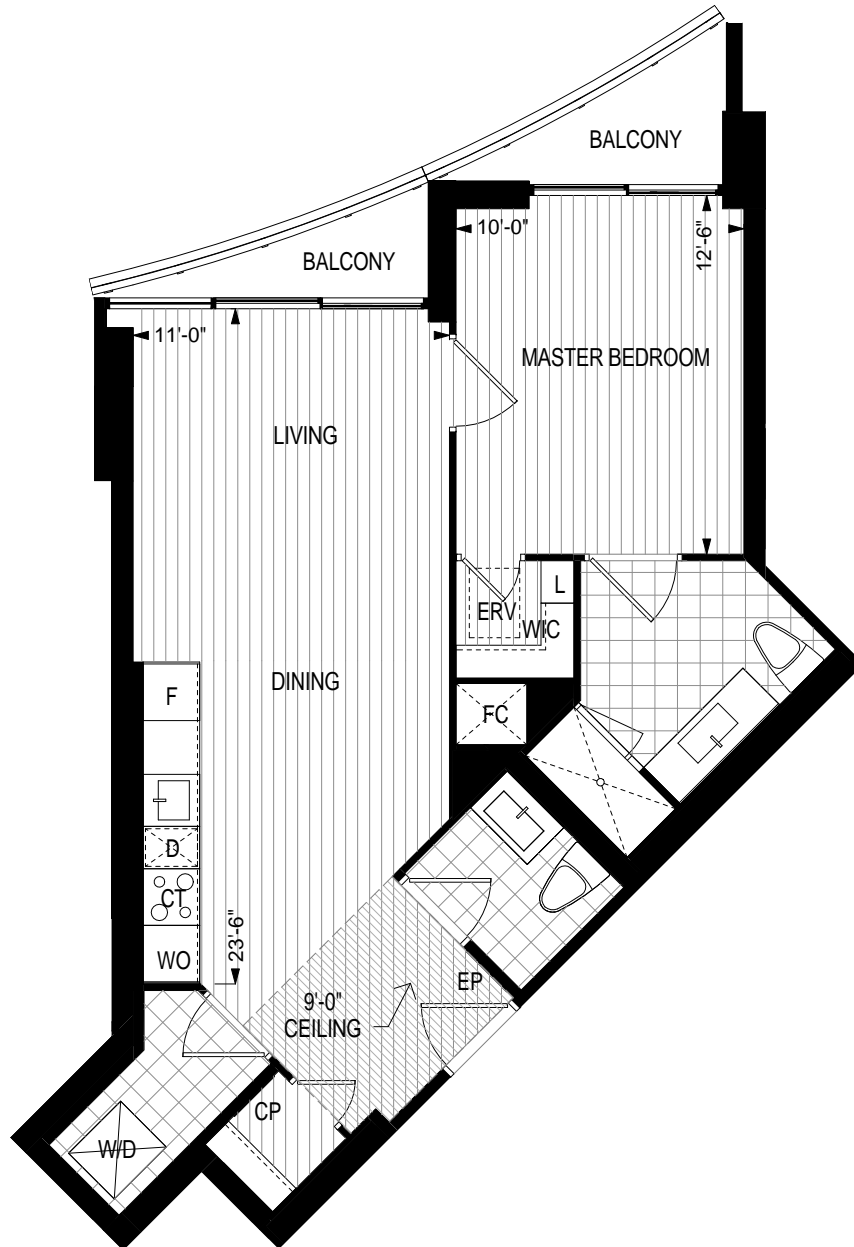 BALCONY
BALCONY
10'-0"
12'-6"
11'-0"
MASTER BEDROOM
LIVING
L
ERV
WIC
DINING
F
FC
D
CT
23'-6"
WO
EP
9'-0"
CEILING
CP
W/D